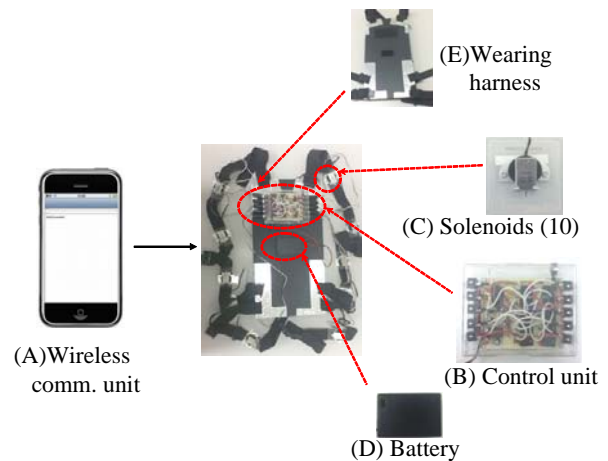 (E)Wearing
harness
(C) Solenoids (10)
(A)Wireless
comm. unit
(B) Control unit
(D) Battery